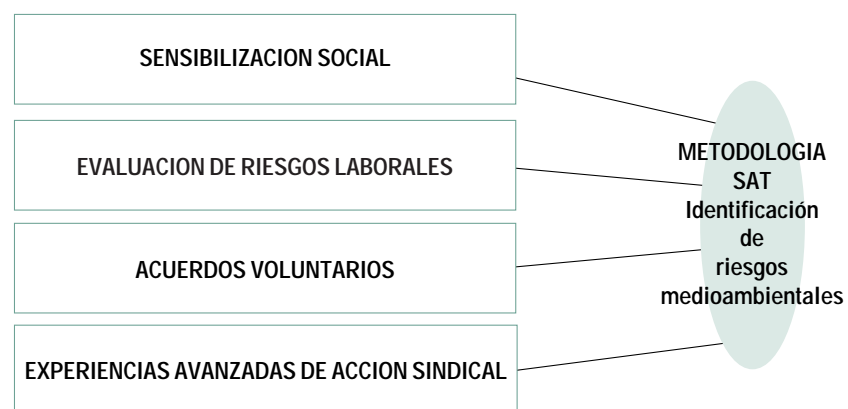 SENSIBILIZACION SOCIAL
EVALUACION DE RIESGOS LABORALES
ACUERDOS VOLUNTARIOS
EXPERIENCIAS AVANZADAS DE ACCION SINDICAL
METODOLOGIA
SAT
Identificación
de
riesgos
medioambientales